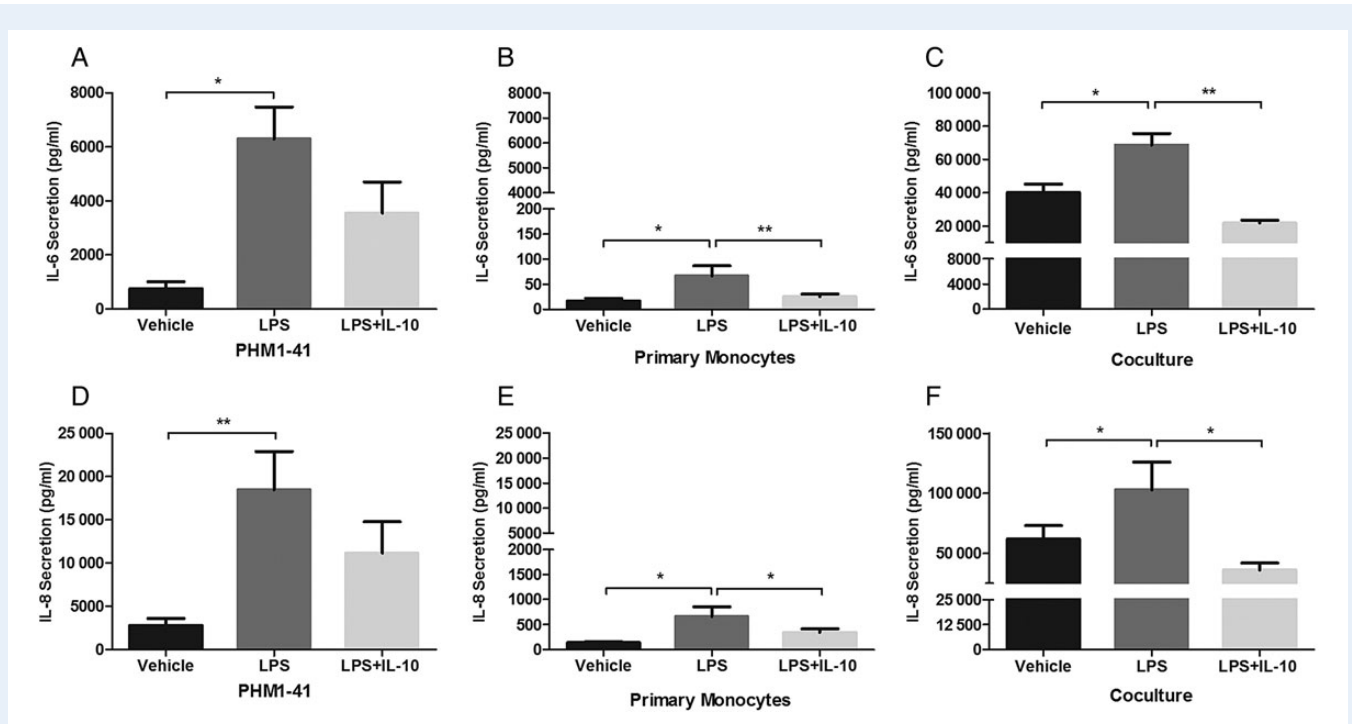 A
IL-6 Secretion (pg/ml)
8000
6000
4000
2000
0
*
Vehicle LPS LPS+IL-10
PHM1-41
B
IL-6 Secretion (pg/ml)
8000
7000
6000
5000
4000
200
150
100
50
0
* **
Vehicle LPS LPS+IL-10
Primary Monocytes
C
IL-6 Secretion (pg/ml)
100 000
80 000
60 000
40 000
20 000
8000
4000
0
* **
Vehicle LPS LPS+IL-10
Coculture
D
IL-8 Secretion (pg/ml)
25 000
20 000
15 000
10 000
5000
0
**
Vehicle LPS LPS+IL-10
PHM1-41
E
IL-8 Secretion (pg/ml)
25 000
20 000
15 000
10 000
5000
2000
1500
1000
500
0
* *
Vehicle LPS LPS+IL-10
Primary Monocytes
F
IL-8 Secretion (pg/ml)
150 000
100 000
50 000
25 000
12 500
0
* *
Vehicle LPS LPS+IL-10
Coculture